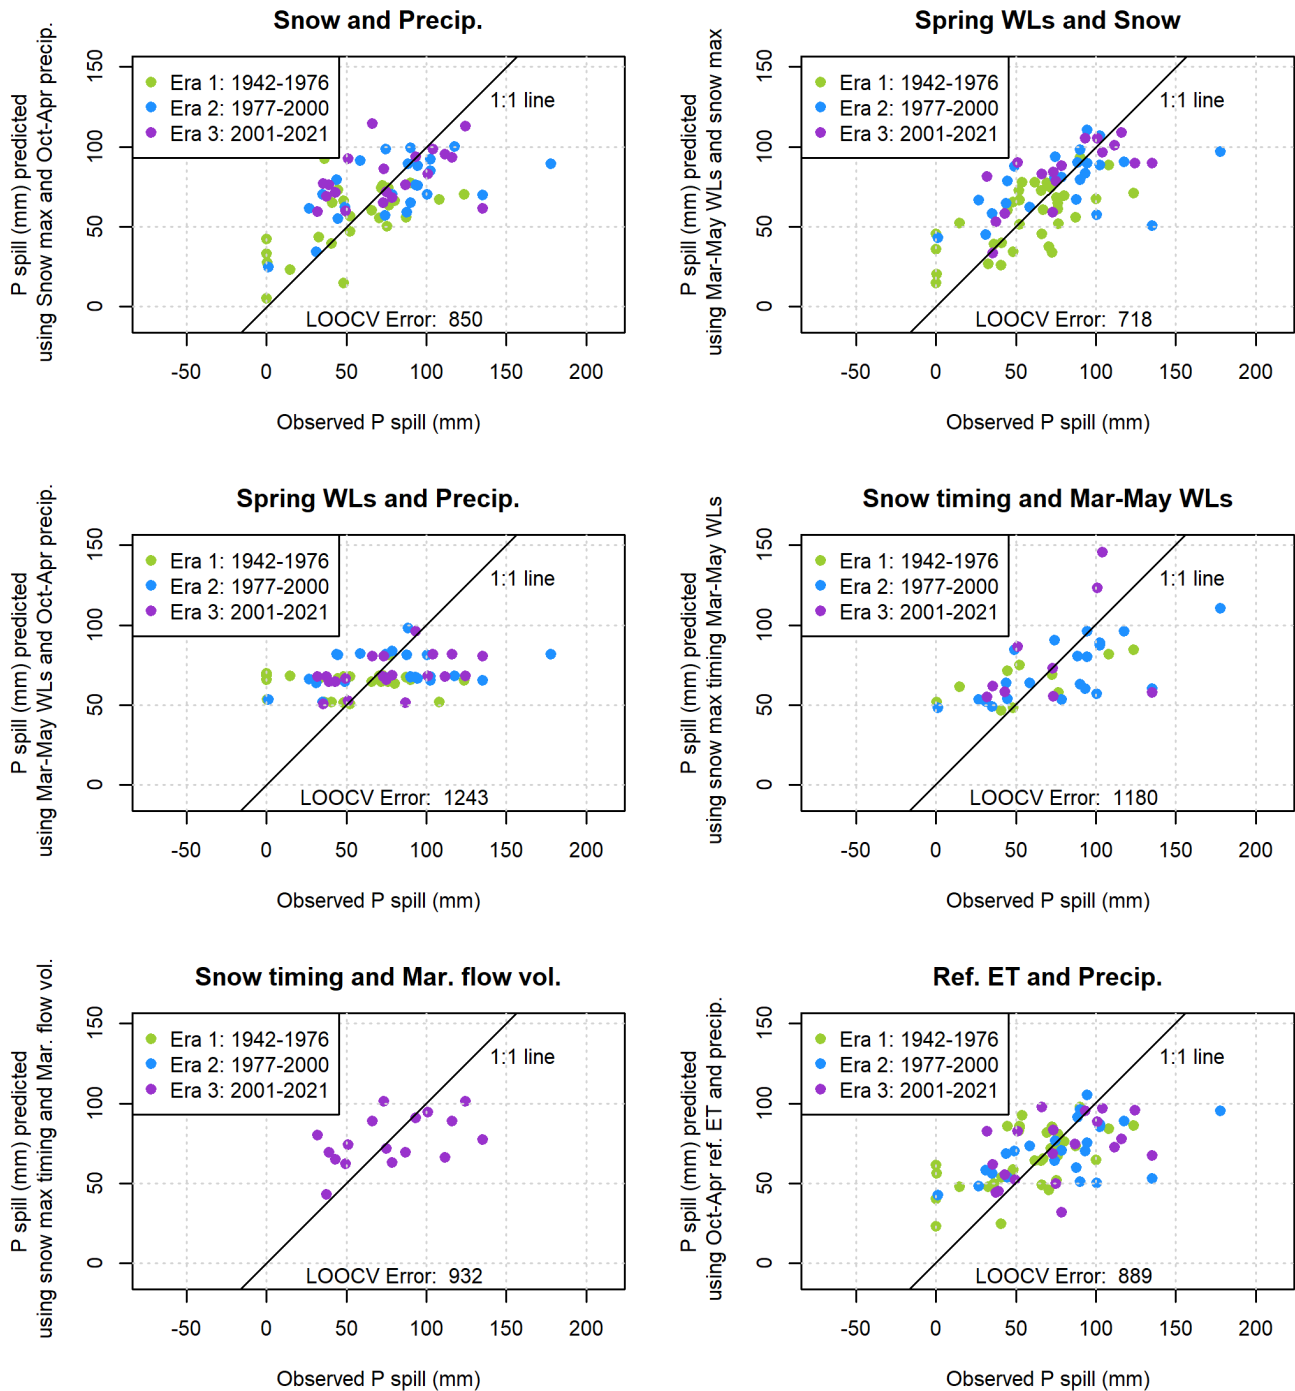 Snow and Precip.
P spill (mm) predicted
using Snow max and Oct-Apr precip.
150
100
50
0
Era 1: 1942-1976
Era 2: 1977-2000
Era 3: 2001-2021
1:1 line
LOOCV Error: 850
-50 0 50 100 150 200
Observed P spill (mm)
Spring WLs and Snow
P spill (mm) predicted
using Mar-May WLs and snow max
150
100
50
0
Era 1: 1942-1976
Era 2: 1977-2000
Era 3: 2001-2021
1:1 line
LOOCV Error: 718
-50 0 50 100 150 200
Observed P spill (mm)
Spring WLs and Precip.
P spill (mm) predicted
using Mar-May WLs and Oct-Apr precip.
150
100
50
0
Era 1: 1942-1976
Era 2: 1977-2000
Era 3: 2001-2021
1:1 line
LOOCV Error: 1243
-50 0 50 100 150 200
Observed P spill (mm)
Snow timing and Mar-May WLs
P spill (mm) predicted
using snow max timing Mar-May WLs
150
100
50
0
Era 1: 1942-1976
Era 2: 1977-2000
Era 3: 2001-2021
1:1 line
LOOCV Error: 1180
-50 0 50 100 150 200
Observed P spill (mm)
Snow timing and Mar. flow vol.
P spill (mm) predicted
using snow max timing and Mar. flow vol.
150
100
50
0
Era 1: 1942-1976
Era 2: 1977-2000
Era 3: 2001-2021
1:1 line
LOOCV Error: 932
-50 0 50 100 150 200
Observed P spill (mm)
Ref. ET and Precip.
P spill (mm) predicted
using Oct-Apr ref. ET and precip.
150
100
50
0
Era 1: 1942-1976
Era 2: 1977-2000
Era 3: 2001-2021
1:1 line
LOOCV Error: 889
-50 0 50 100 150 200
Observed P spill (mm)